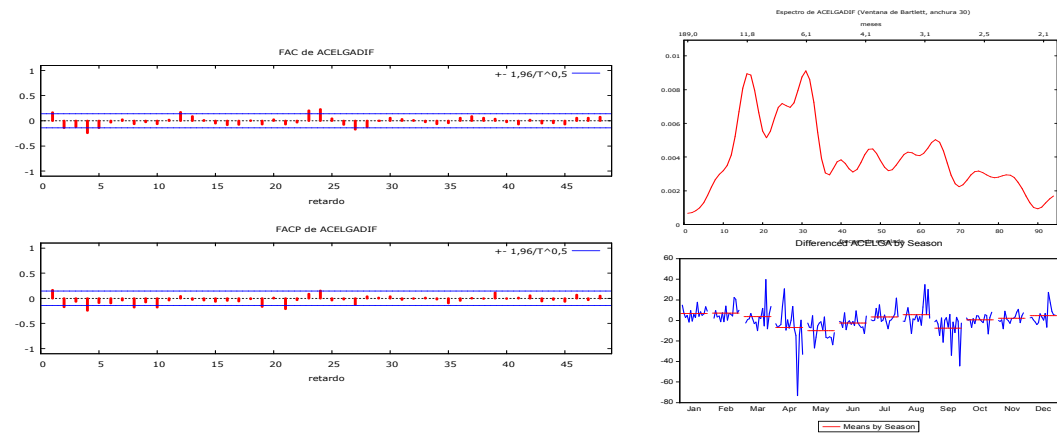 FAC de ACELGADIF
+- 1,96/T^0,5
1
0.5
0
-0.5
-1
0 5 10 15 20 25 30 35 40 45
retardo
FACP de ACELGADIF
+- 1,96/T^0,5
1
0.5
0
-0.5
-1
0 5 10 15 20 25 30 35 40 45
retardo
Espectro de ACELGADIF (Ventana de Bartlett, anchura 30)
meses
189,0 11,8 6,1 4,1 3,1 2,5 2,1
0.01
0.008
0.006
0.004
0.002
0
0 10 20 30 40 50 60 70 80 90
Differenced ACELGA by Season
60
40
20
0
-20
-40
-60
-80
Jan Feb Mar Apr May Jun Jul Aug Sep Oct Nov Dec
Means by Season